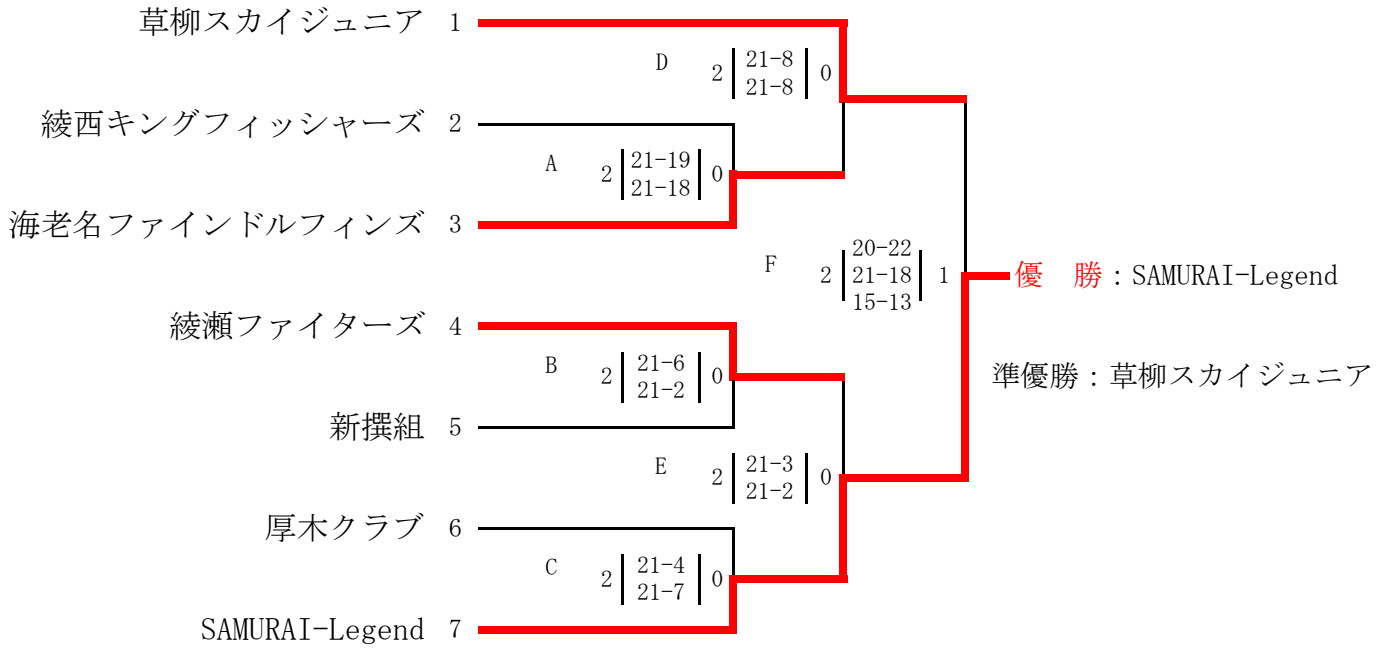 草柳スカイジュニア 1
D 2 21-8 0
21-8
綾西キングフィッシャーズ 2
A 2 21-19 0
21-18
海老名ファインドルフィンズ 3
F 2 20-22 1
21-18
15-13
優 勝：SAMURAI-Legend
綾瀬ファイターズ 4
B 2 21-6 0
21-2
準優勝：草柳スカイジュニア
新撰組 5
E 2 21-3 0
21-2
厚木クラブ 6
C 2 21-4 0
21-7
SAMURAI-Legend 7